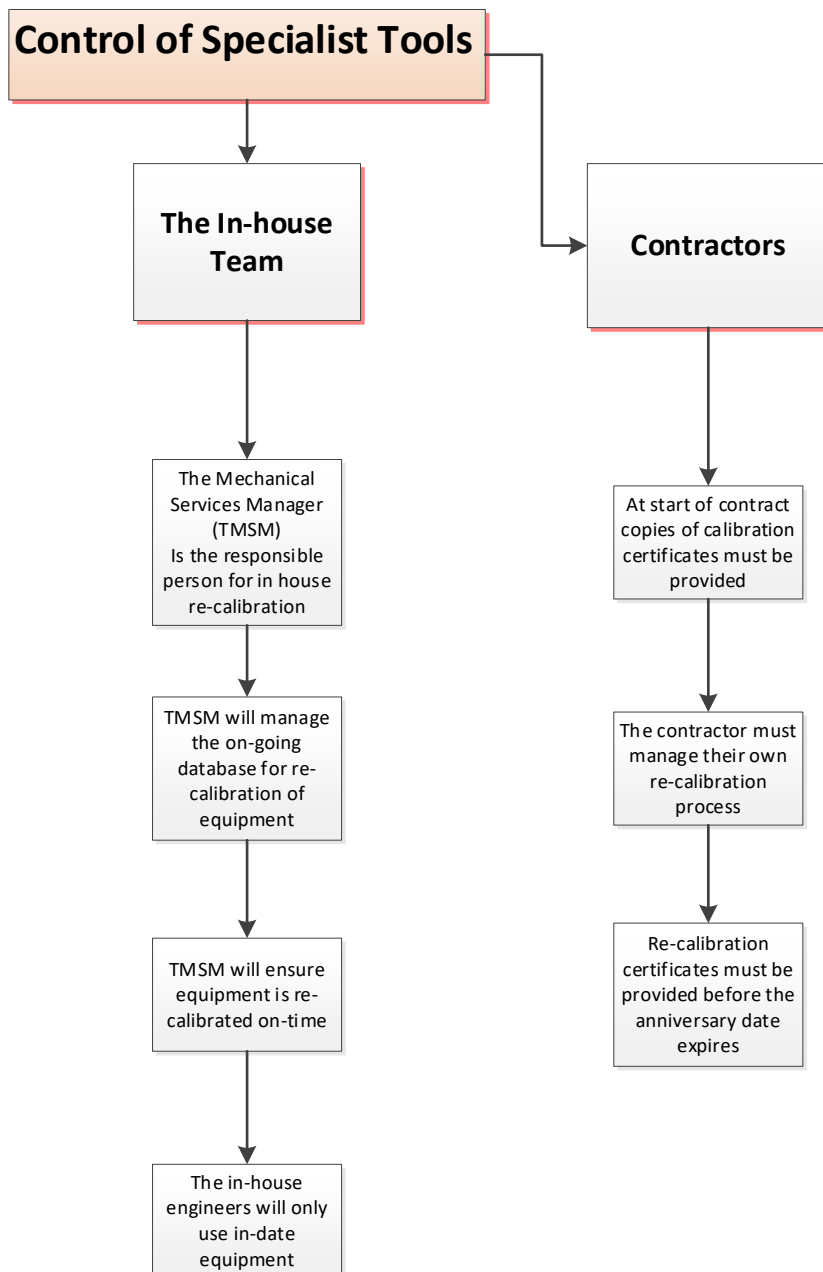 Control of Specialist Tools
The In-house
Team
Contractors
The Mechanical
Services Manager
(TMSM)
Is the responsible
person for in house
re-calibration
TMSM will manage
the on-going
database for re-
calibration of
equipment
TMSM will ensure
equipment is re-
calibrated on-time
The in-house
engineers will only
use in-date
equipment
At start of contract
copies of calibration
certificates must be
provided
The contractor must
manage their own
re-calibration
process
Re-calibration
certificates must be
provided before the
anniversary date
expires